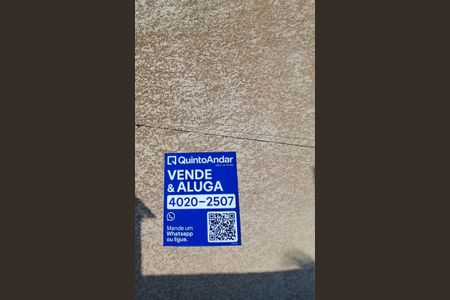 QuintoAndar
VENDE
& ALUGA
4020-2507
Mande um
Whatsapp
ou ligue.